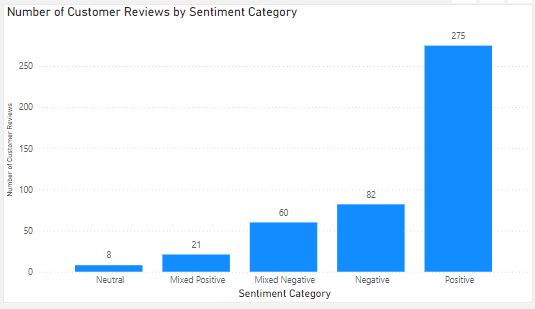 Number of Customer Reviews by Sentiment Category
275
250
200
150
100
82
60
50
21
8
0
Number of Customer Reviews
Neutral Mixed Positive Mixed Negative Negative Positive
Sentiment Category